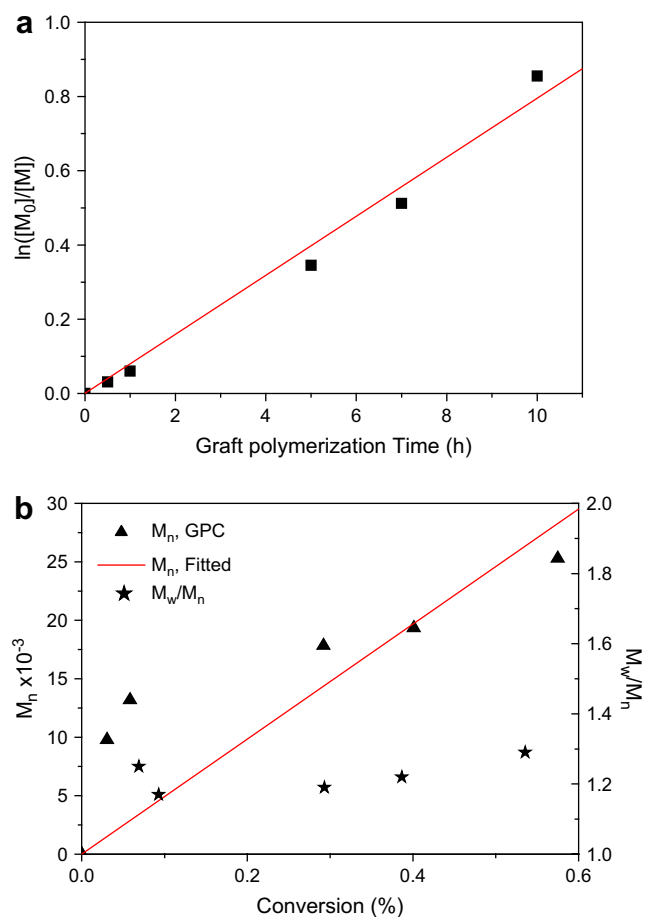 a
1.0
0.8
0.6
0.4
0.2
0.0
ln([M₀]/[M])
0 2 4 6 8 10
Graft polymerization Time (h)
b
30
25
20
15
10
5
0
Mₙ x10⁻³
▲ Mₙ, GPC
Mₙ, Fitted
★ M_w/Mₙ
2.0
1.8
1.6
1.4
1.2
1.0
M_w/Mₙ
0.0 0.2 0.4 0.6
Conversion (%)